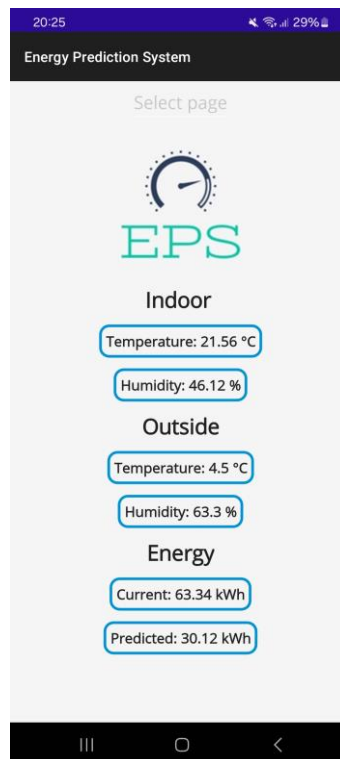 20:25 29%
Energy Prediction System
Select page
EPS
Indoor
Temperature: 21.56 °C
Humidity: 46.12 %
Outside
Temperature: 4.5 °C
Humidity: 63.3 %
Energy
Current: 63.34 kWh
Predicted: 30.12 kWh